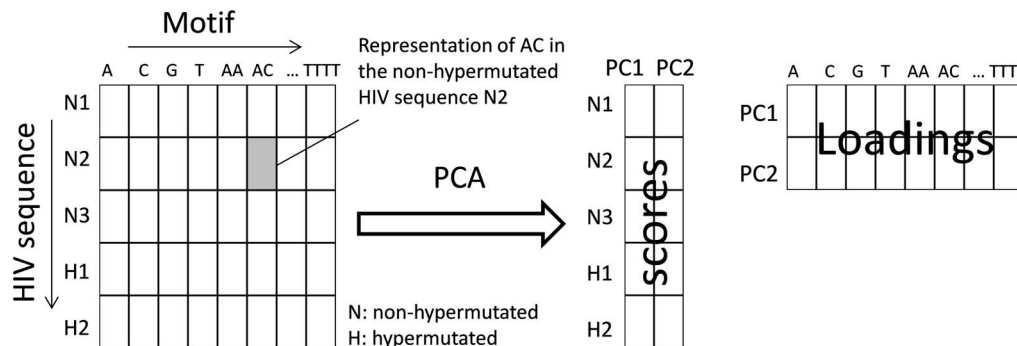 Motif
A C G T AA AC ... TTTT
HIV sequence
N1
N2
N3
H1
H2
Representation of AC in
the non-hypermutated
HIV sequence N2
PCA
N: non-hypermutated
H: hypermutated
PC1 PC2
N1
N2
N3
H1
H2
scores
A C G T AA AC ... TTT
PC1
PC2
Loadings